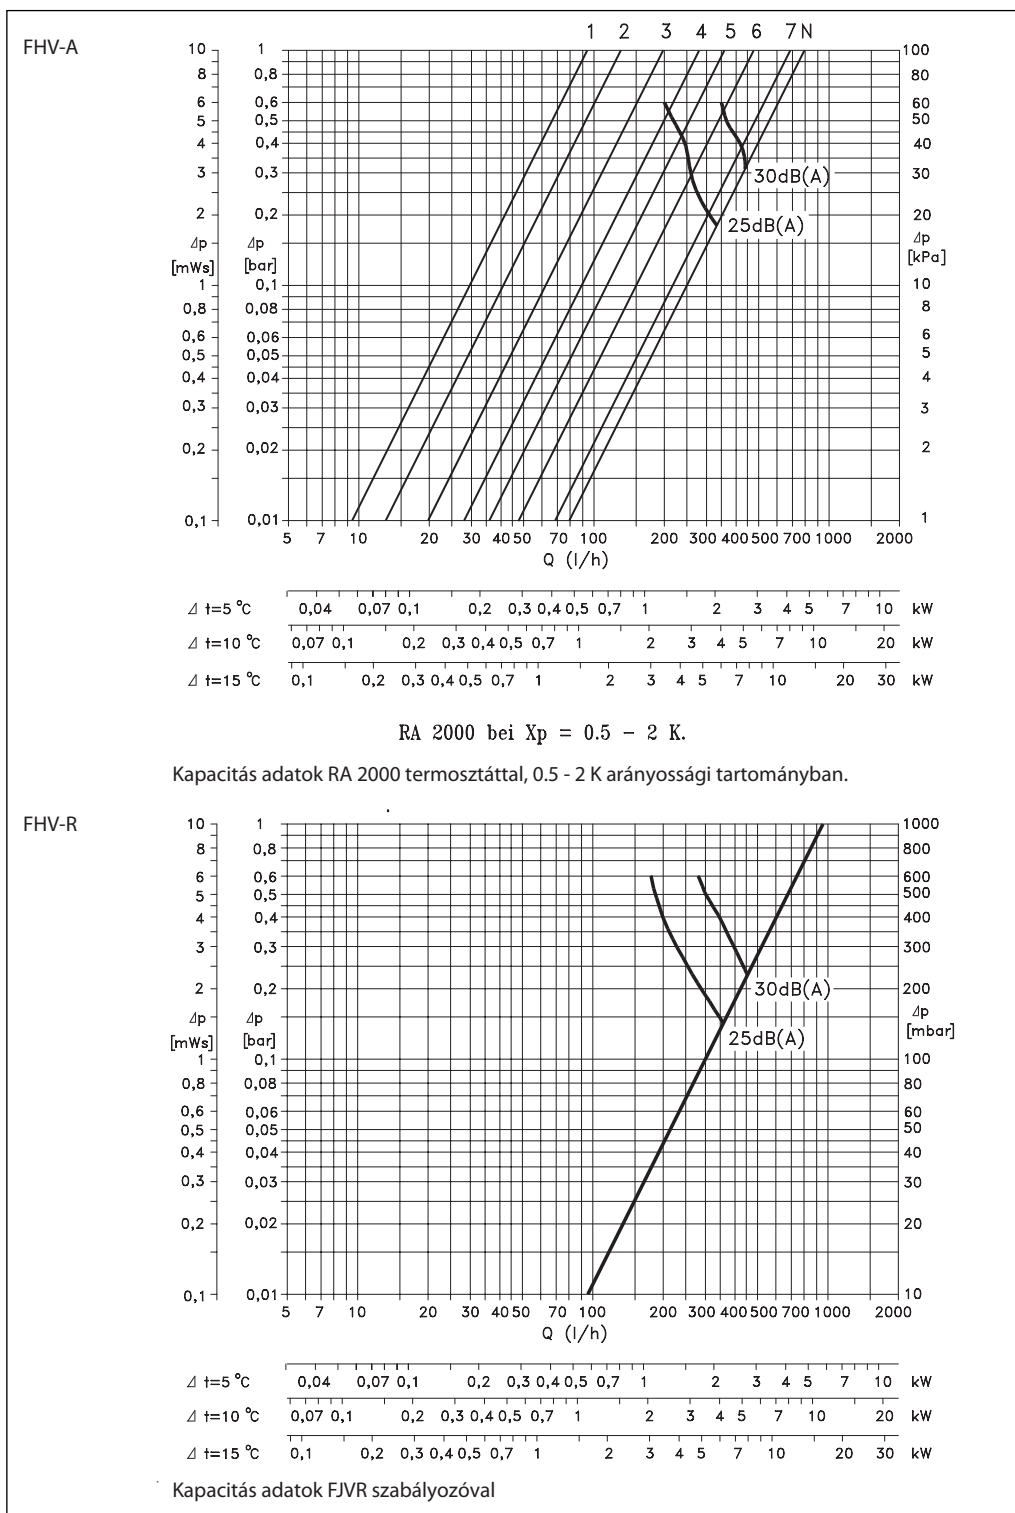 FHV-A
1 2 3 4 5 6 7 N
10 1 100
8 0,8 80
6 0,6 60
5 0,5 50
4 0,4 40
3 0,3 30
30dB(A)
2 0,2 20
25dB(A)
Δp Δp Δp
[mWs] [bar] [kPa]
1 0,1 10
0,8 0,08 8
0,6 0,06 6
0,5 0,05 5
0,4 0,04 4
0,3 0,03 3
0,2 0,02 2
0,1 0,01 1
5 7 10 20 30 40 50 70 100 200 300 400 500 700 1000 2000
Q (l/h)
Δ t=5 °C 0,04 0,07 0,1 0,2 0,3 0,4 0,5 0,7 1 2 3 4 5 7 10 kW
Δ t=10 °C 0,07 0,1 0,2 0,3 0,4 0,5 0,7 1 2 3 4 5 7 10 20 kW
Δ t=15 °C 0,1 0,2 0,3 0,4 0,5 0,7 1 2 3 4 5 7 10 20 30 kW
RA 2000 bei Xp = 0.5 - 2 K.
Kapacitás adatok RA 2000 termosztáttal, 0.5 - 2 K arányossági tartományban.
FHV-R
10 1 1000
8 0,8 800
6 0,6 600
5 0,5 500
4 0,4 400
3 0,3 300
2 0,2 30dB(A) 200
Δp Δp Δp
[mWs] [bar] 25dB(A) [mbar]
1 0,1 100
0,8 0,08 80
0,6 0,06 60
0,5 0,05 50
0,4 0,04 40
0,3 0,03 30
0,2 0,02 20
0,1 0,01 10
5 7 10 20 30 40 50 70 100 200 300 400 500 700 1000 2000
Q (l/h)
Δ t=5 °C 0,04 0,07 0,1 0,2 0,3 0,4 0,5 0,7 1 2 3 4 5 7 10 kW
Δ t=10 °C 0,07 0,1 0,2 0,3 0,4 0,5 0,7 1 2 3 4 5 7 10 20 kW
Δ t=15 °C 0,1 0,2 0,3 0,4 0,5 0,7 1 2 3 4 5 7 10 20 30 kW
Kapacitás adatok FJVR szabályozóval